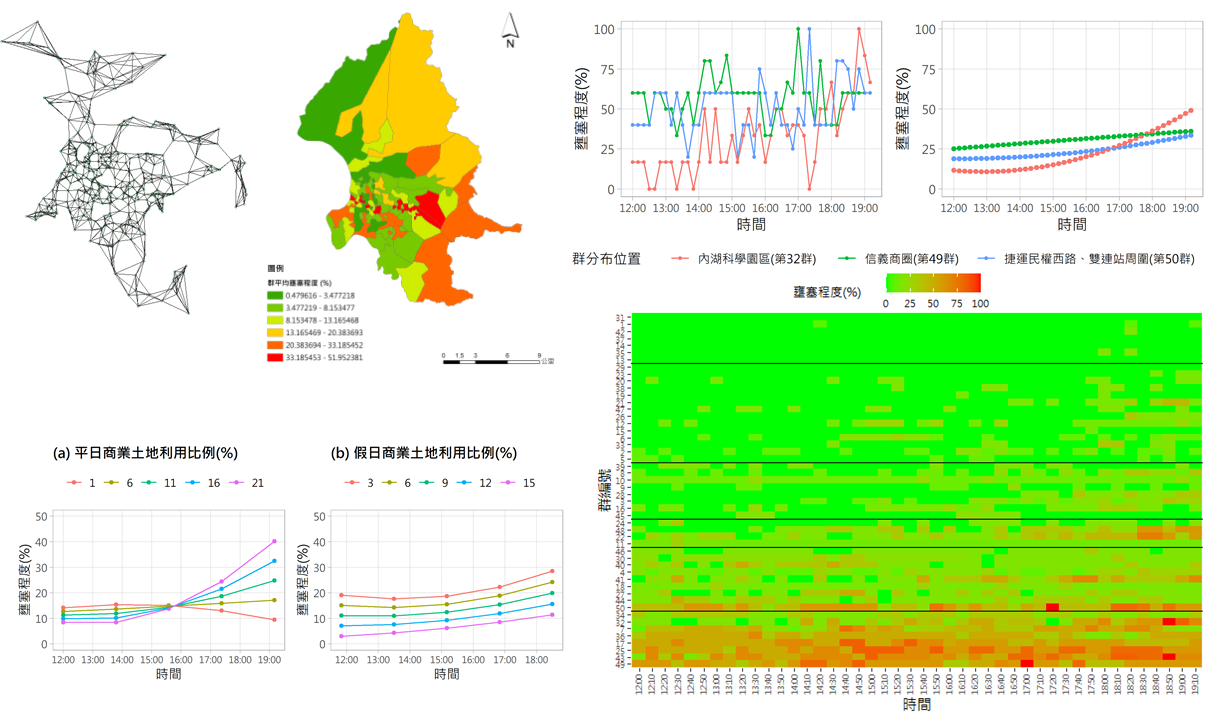 N
圖例
群平均壅塞程度 (%)
0.479616 - 3.477218
3.477219 - 8.153477
8.153478 - 13.165468
13.165469 - 20.383693
20.383694 - 33.185452
33.185453 - 51.952381
0 1.5 3 6 9
公里
壅塞程度(%)
100
75
50
25
0
12:00 13:00 14:00 15:00 16:00 17:00 18:00 19:00
時間
壅塞程度(%)
100
75
50
25
0
12:00 13:00 14:00 15:00 16:00 17:00 18:00 19:00
時間
群分布位置 內湖科學園區(第32群) 信義商圈(第49群) 捷運民權西路、雙連站周圍(第50群)
壅塞程度(%)
0 25 50 75 100
(a) 平日商業土地利用比例(%)
1 6 11 16 21
壅塞程度(%)
50
40
30
20
10
0
12:00 13:00 14:00 15:00 16:00 17:00 18:00 19:00
時間
(b) 假日商業土地利用比例(%)
3 6 9 12 15
壅塞程度(%)
50
40
30
20
10
0
12:00 13:00 14:00 15:00 16:00 17:00 18:00
時間
群編號
12:00 12:10 12:20 12:30 12:40 12:50 13:00 13:10 13:20 13:30 13:40 13:50 14:00 14:10 14:20 14:30 14:40 14:50 15:00 15:10 15:20 15:30 15:40 15:50 16:00 16:10 16:20 16:30 16:40 16:50 17:00 17:10 17:20 17:30 17:40 17:50 18:00 18:10 18:20 18:30 18:40 18:50 19:00 19:10
時間